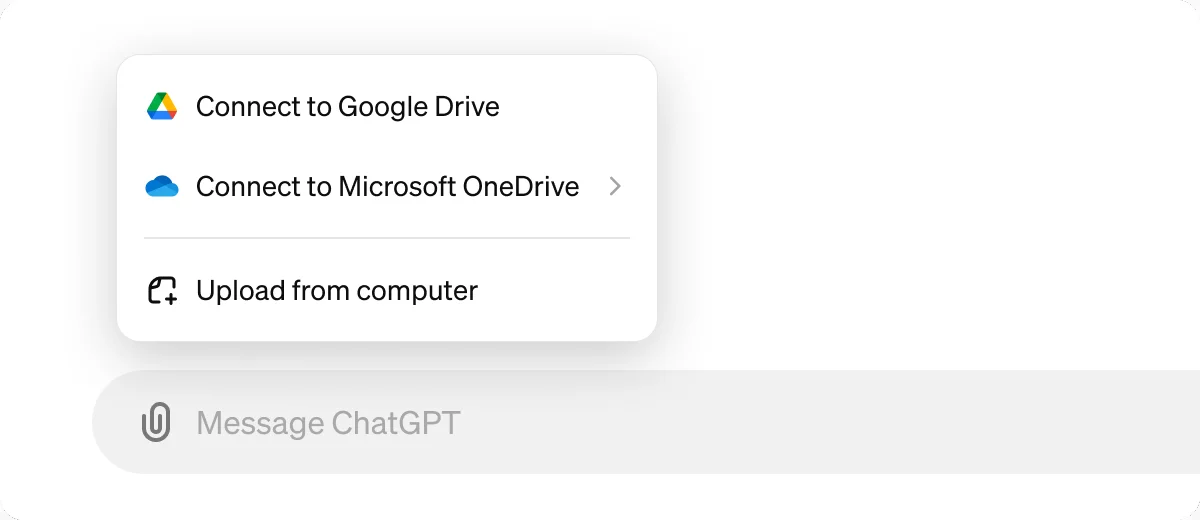 Connect to Google Drive
Connect to Microsoft OneDrive
Upload from computer
Message ChatGPT